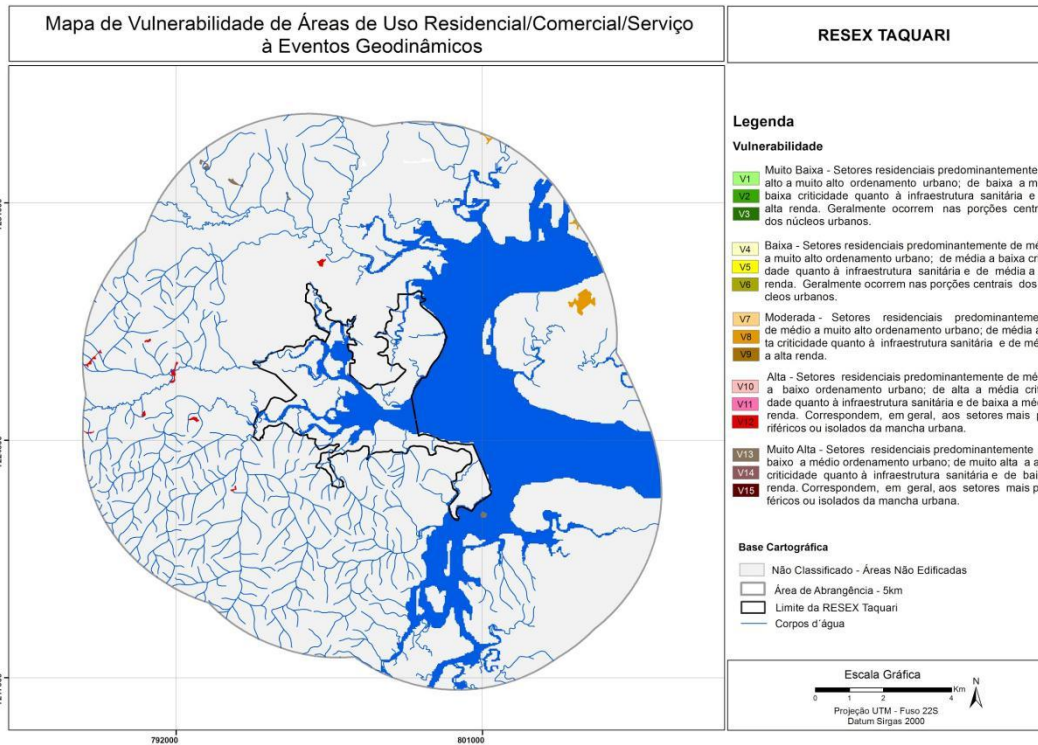 Mapa de Vulnerabilidade de Áreas de Uso Residencial/Comercial/Serviço
à Eventos Geodinâmicos
RESEX TAQUARI
Legenda
Vulnerabilidade
V1
V2
V3
Muito Baixa - Setores residenciais predominantemente
alto a muito alto ordenamento urbano; de baixa a m
baixa criticidade quanto à infraestrutura sanitária e
alta renda. Geralmente ocorrem nas porções centr
dos núcleos urbanos.
V4
V5
V6
Baixa - Setores residenciais predominantemente de mé
a muito alto ordenamento urbano; de média a baixa cri
dade quanto à infraestrutura sanitária e de média a
renda. Geralmente ocorrem nas porções centrais dos
cleos urbanos.
V7
V8
V9
Moderada - Setores residenciais predominanteme
de médio a muito alto ordenamento urbano; de média a
ta criticidade quanto à infraestrutura sanitária e de mé
a alta renda.
V10
V11
V12
Alta - Setores residenciais predominantemente de mé
a baixo ordenamento urbano; de alta a média crit
dade quanto à infraestrutura sanitária e de baixa a mé
renda. Correspondem, em geral, aos setores mais p
riféricos ou isolados da mancha urbana.
V13
V14
V15
Muito Alta - Setores residenciais predominantemente
baixo a médio ordenamento urbano; de muito alta a a
criticidade quanto à infraestrutura sanitária e de bai
renda. Correspondem, em geral, aos setores mais p
féricos ou isolados da mancha urbana.
Base Cartográfica
Não Classificado - Áreas Não Edificadas
Área de Abrangência - 5km
Limite da RESEX Taquari
Corpos d´água
Escala Gráfica
0 1 2 4 Km
N
Projeção UTM - Fuso 22S
Datum Sirgas 2000
792000 801000